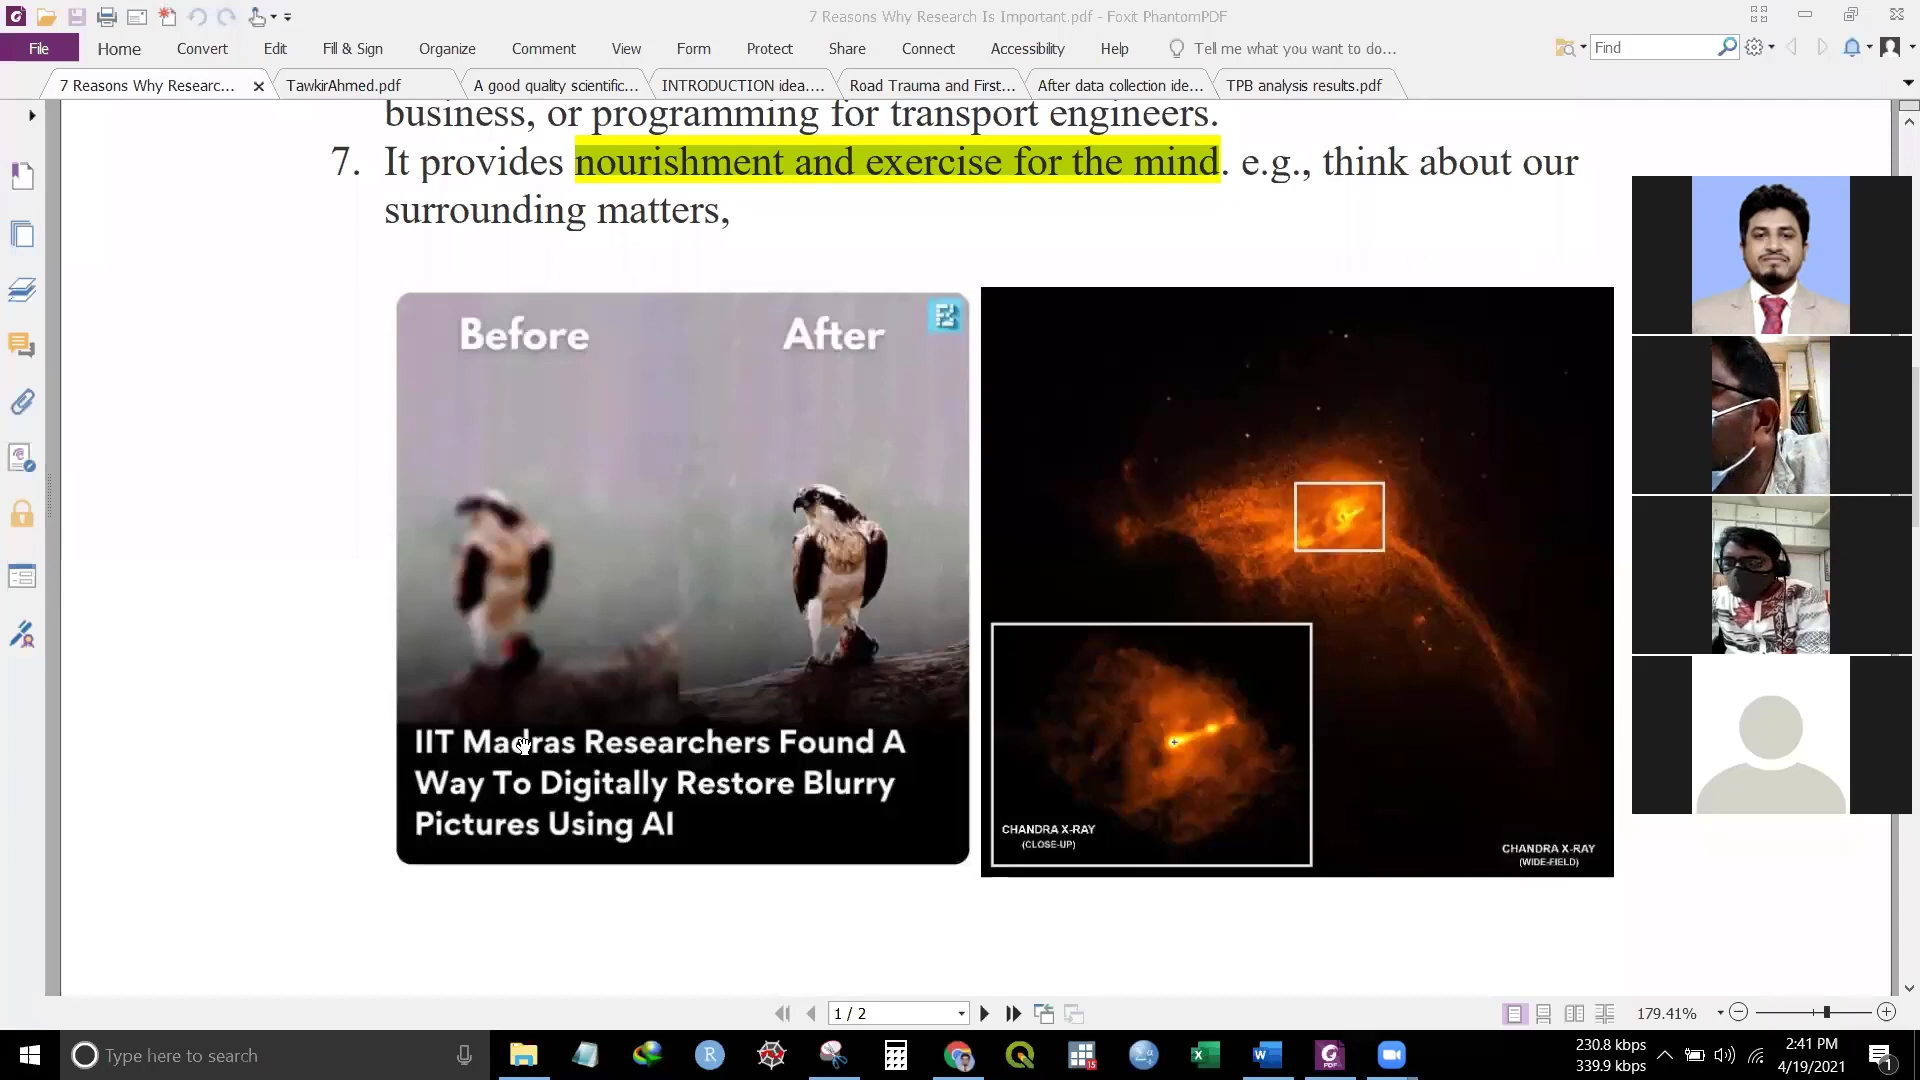 7 Reasons Why Research Is Important.pdf - Foxit PhantomPDF
File Home Convert Edit Fill & Sign Organize Comment View Form Protect Share Connect Accessibility Help Tell me what you want to do... Find
7 Reasons Why Researc... TawkirAhmed.pdf A good quality scientific... INTRODUCTION idea.... Road Trauma and First... After data collection ide... TPB analysis results.pdf
business, or programming for transport engineers.
7. It provides nourishment and exercise for the mind. e.g., think about our
surrounding matters,
Before After
IIT Madras Researchers Found A
Way To Digitally Restore Blurry
Pictures Using AI
CHANDRA X-RAY
(CLOSE-UP)
CHANDRA X-RAY
(WIDE-FIELD)
1 / 2
179.41%
Type here to search
230.8 kbps
339.9 kbps
2:41 PM
4/19/2021
1